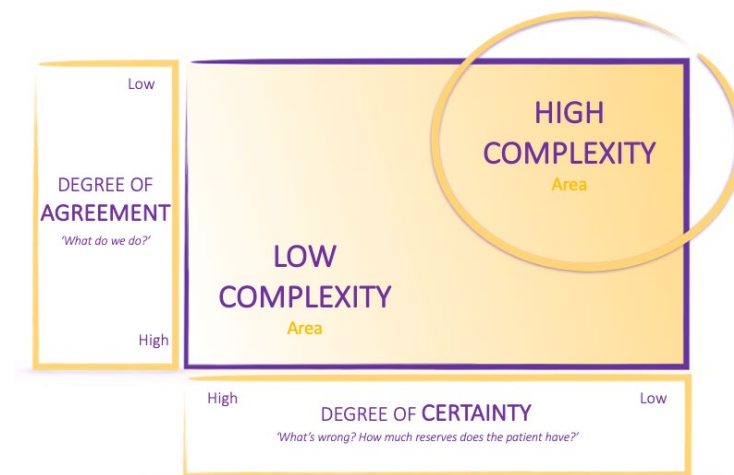 Low
DEGREE OF
AGREEMENT
'What do we do?'
High
HIGH
COMPLEXITY
Area
LOW
COMPLEXITY
Area
High
Low
DEGREE OF CERTAINTY
'What's wrong? How much reserves does the patient have?'